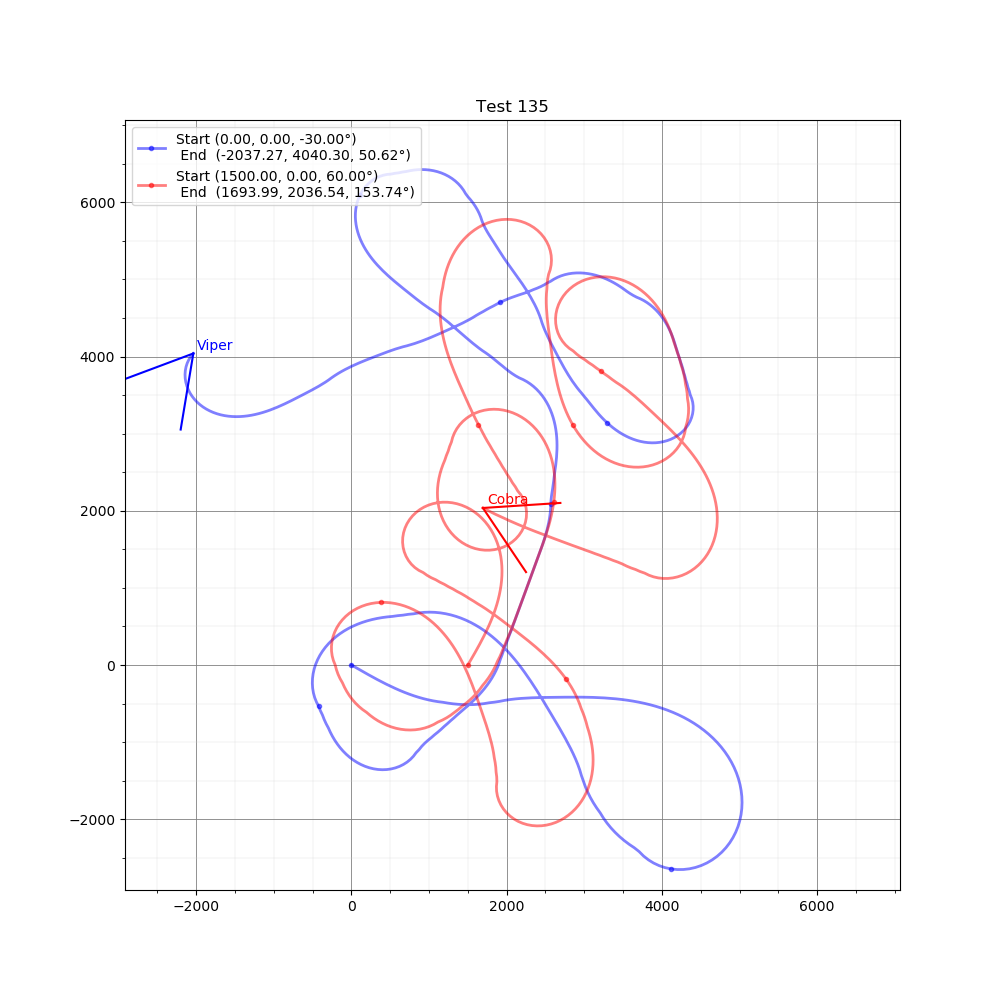 Test 135
Start (0.00, 0.00, -30.00°)
End (-2037.27, 4040.30, 50.62°)
Start (1500.00, 0.00, 60.00°)
End (1693.99, 2036.54, 153.74°)
6000
4000
2000
0
−2000
Viper
Cobra
−2000
0
2000
4000
6000